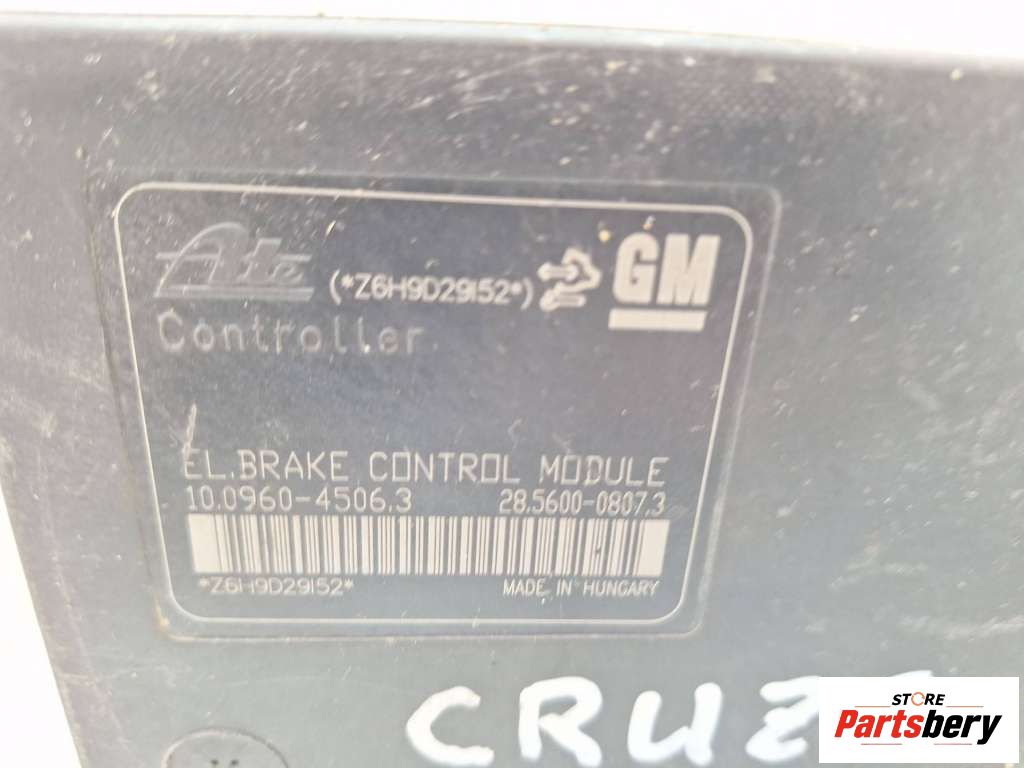 Ate
(*Z6H9D29I52*)
GM
Controller
EL.BRAKE CONTROL MODULE
10.0960-4506.3 28.5600-0807.3
*Z6H9D29I52* MADE IN HUNGARY
STORE
Partsbery